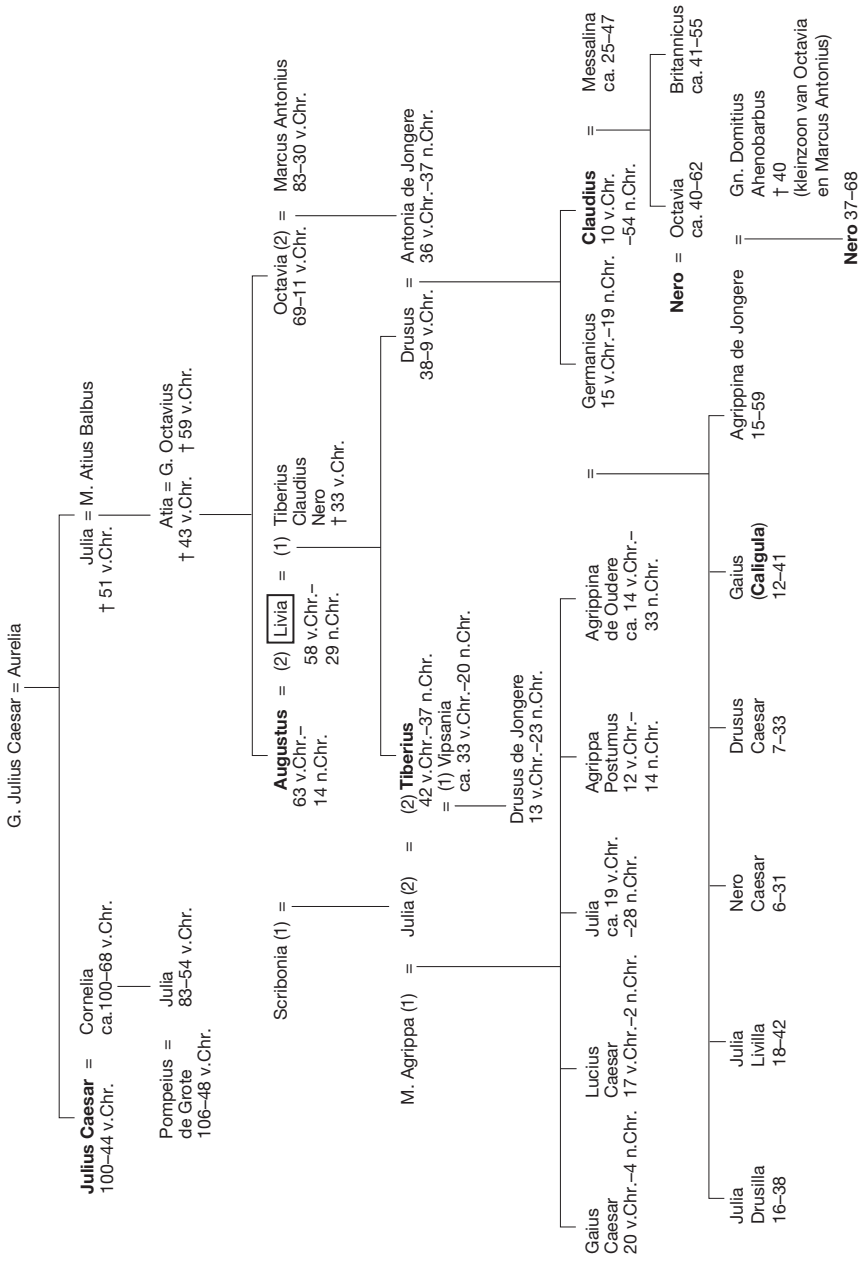 G. Julius Caesar = Aurelia
Julius Caesar = Cornelia
100–44 v.Chr. ca.100–68 v.Chr.
Julia = M. Atius Balbus
† 51 v.Chr.
Pompeius = Julia
de Grote 83–54 v.Chr.
106–48 v.Chr.
Atia = G. Octavius
† 43 v.Chr. † 59 v.Chr.
Scribonia (1) =
Augustus = (2) Livia = (1) Tiberius
63 v.Chr.– 58 v.Chr.– Claudius
14 n.Chr. 29 n.Chr. Nero
† 33 v.Chr.
Octavia (2) = Marcus Antonius
69–11 v.Chr. 83–30 v.Chr.
M. Agrippa (1) = Julia (2) = (2) Tiberius
42 v.Chr.–37 n.Chr.
= (1) Vipsania
ca. 33 v.Chr.–20 n.Chr.
Drusus = Antonia de Jongere
38–9 v.Chr. 36 v.Chr.–37 n.Chr.
Drusus de Jongere
13 v.Chr.–23 n.Chr.
Gaius
Caesar
20 v.Chr.–4 n.Chr.
Lucius
Caesar
17 v.Chr.–2 n.Chr.
Julia
ca. 19 v.Chr.
–28 n.Chr.
Agrippa
Postumus
12 v.Chr.–
14 n.Chr.
Agrippina
de Oudere
ca. 14 v.Chr.–
33 n.Chr.
=
Germanicus
15 v.Chr.–19 n.Chr.
Claudius = Messalina
10 v.Chr. ca. 25–47
–54 n.Chr.
Nero = Octavia
ca. 40–62
Britannicus
ca. 41–55
Julia
Drusilla
16–38
Julia
Livilla
18–42
Nero
Caesar
6–31
Drusus
Caesar
7–33
Gaius
(Caligula)
12–41
Agrippina de Jongere = Gn. Domitius
15–59 Ahenobarbus
† 40
(kleinzoon van Octavia
en Marcus Antonius)
Nero 37–68